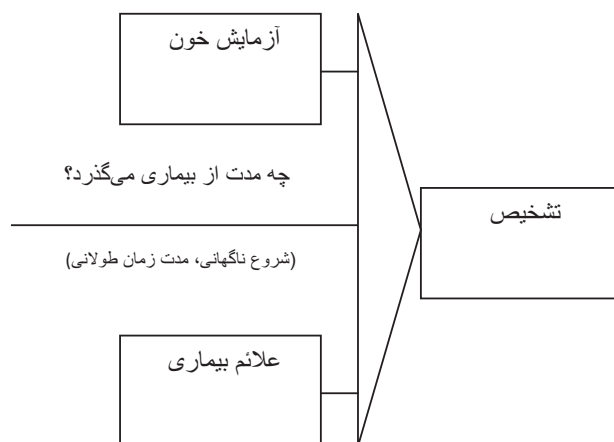 آزمایش خون
چه مدت از بیماری می‌گذرد؟
تشخیص
(شروع ناگهانی، مدت زمان طولانی)
علائم بیماری